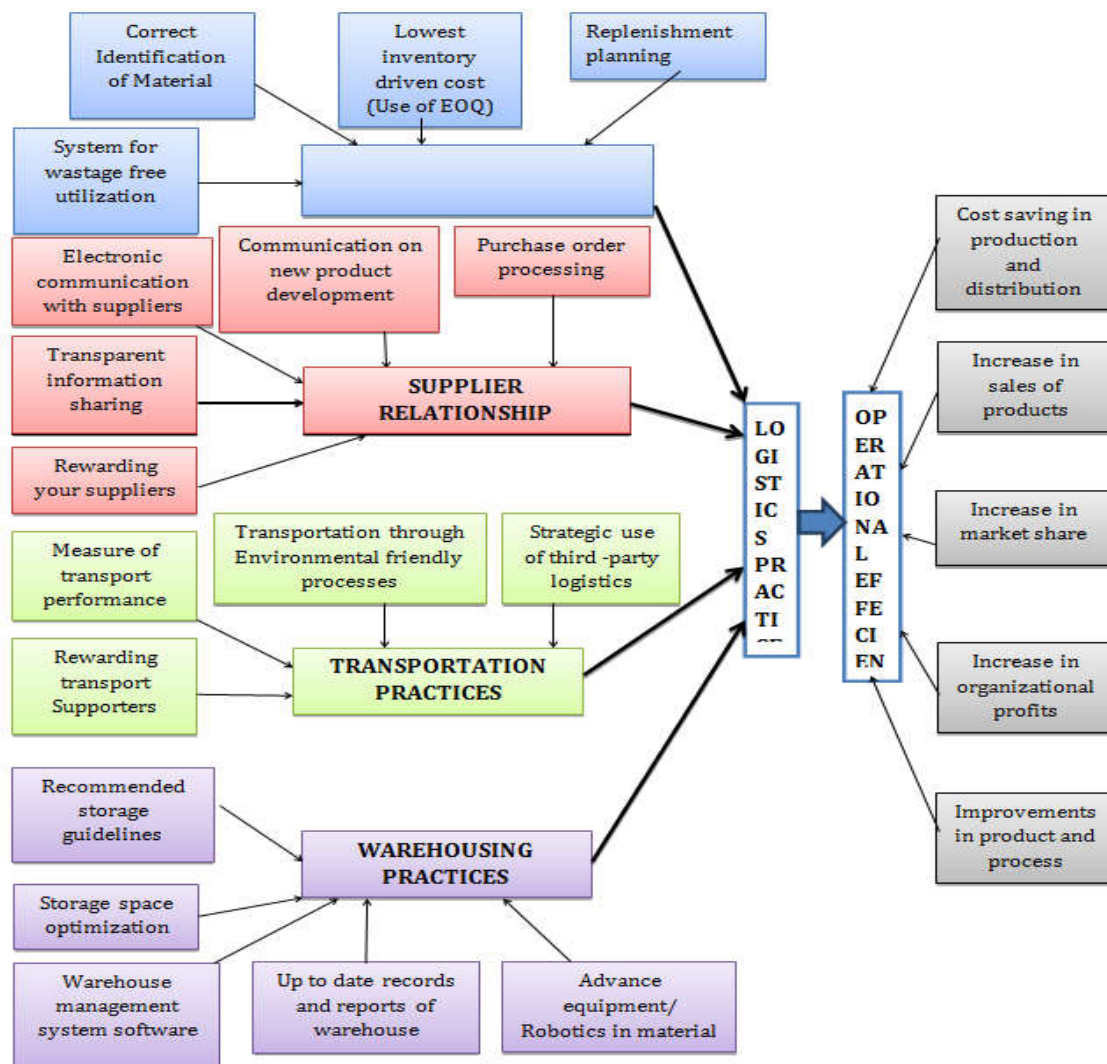 Correct
Identification
of Material
Lowest
inventory
driven cost
(Use of EOQ)
Replenishment
planning
System for
wastage free
utilization
Electronic
communication
with suppliers
Communication on
new product
development
Purchase order
processing
Transparent
information
sharing
SUPPLIER
RELATIONSHIP
Rewarding
your suppliers
Measure of
transport
performance
Transportation through
Environmental friendly
processes
Strategic use
of third -party
logistics
Rewarding
transport
Supporters
TRANSPORTATION
PRACTICES
Recommended
storage
guidelines
WAREHOUSING
PRACTICES
Storage space
optimization
Warehouse
management
system software
Up to date records
and reports of
warehouse
Advance
equipment/
Robotics in material
LO
GI
ST
IC
S
PR
AC
TI
CE
OP
ER
AT
IO
NA
L EF
FE
CI
EN
Cost saving in
production
and
distribution
Increase in
sales of
products
Increase in
market share
Increase in
organizational
profits
Improvements
in product and
process